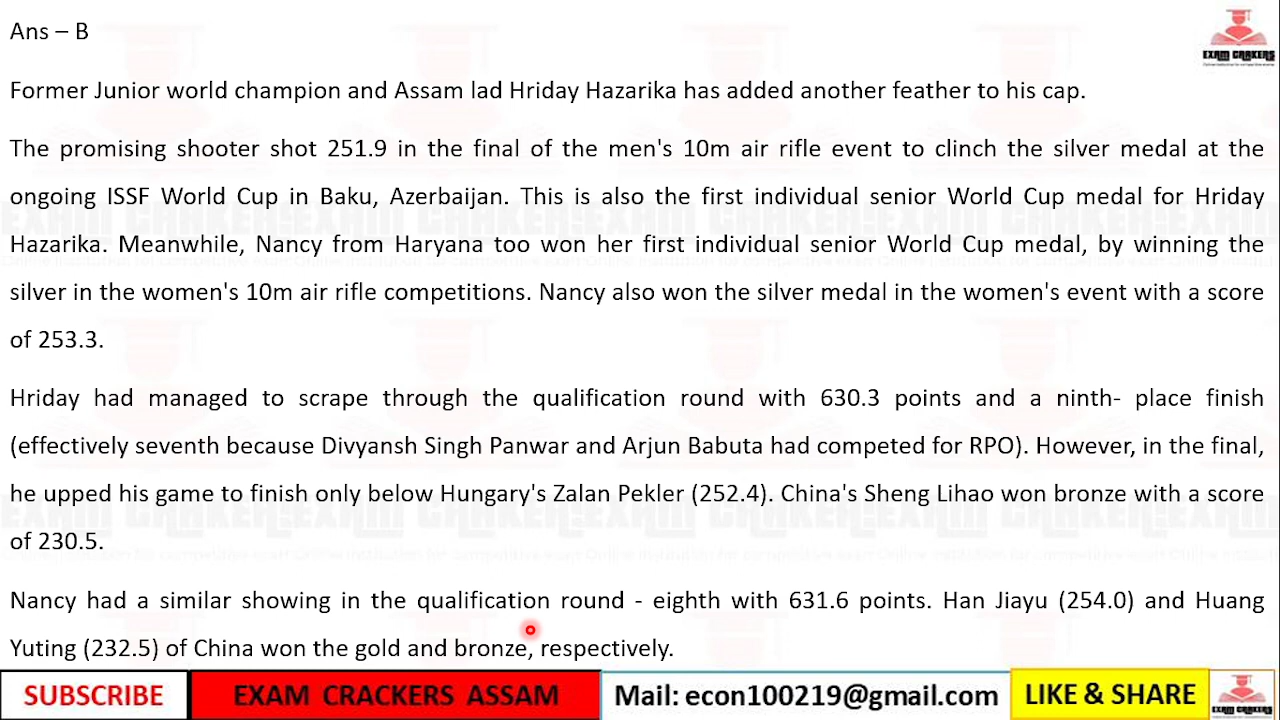 Ans – B
EXAM CRAKERS
Former Junior world champion and Assam lad Hriday Hazarika has added another feather to his cap.
The promising shooter shot 251.9 in the final of the men's 10m air rifle event to clinch the silver medal at the
ongoing ISSF World Cup in Baku, Azerbaijan. This is also the first individual senior World Cup medal for Hriday
Hazarika. Meanwhile, Nancy from Haryana too won her first individual senior World Cup medal, by winning the
silver in the women's 10m air rifle competitions. Nancy also won the silver medal in the women's event with a score
of 253.3.
Hriday had managed to scrape through the qualification round with 630.3 points and a ninth- place finish
(effectively seventh because Divyansh Singh Panwar and Arjun Babuta had competed for RPO). However, in the final,
he upped his game to finish only below Hungary's Zalan Pekler (252.4). China's Sheng Lihao won bronze with a score
of 230.5.
Nancy had a similar showing in the qualification round - eighth with 631.6 points. Han Jiayu (254.0) and Huang
Yuting (232.5) of China won the gold and bronze, respectively.
SUBSCRIBE EXAM CRACKERS ASSAM Mail: econ100219@gmail.com LIKE & SHARE
EXAM CRAKERS